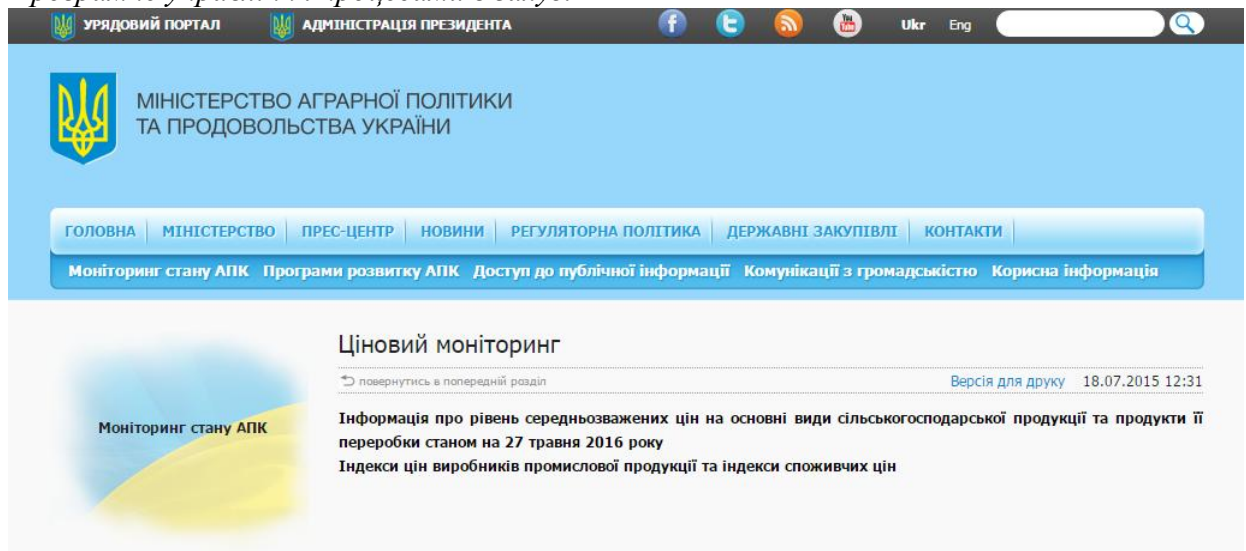 УРЯДОВИЙ ПОРТАЛ АДМІНІСТРАЦІЯ ПРЕЗИДЕНТА Ukr Eng
МІНІСТЕРСТВО АГРАРНОЇ ПОЛІТИКИ
ТА ПРОДОВОЛЬСТВА УКРАЇНИ
ГОЛОВНА МІНІСТЕРСТВО ПРЕС-ЦЕНТР НОВИНИ РЕГУЛЯТОРНА ПОЛІТИКА ДЕРЖАВНІ ЗАКУПІВЛІ КОНТАКТИ
Моніторинг стану АПК Програми розвитку АПК Доступ до публічної інформації Комунікації з громадськістю Корисна інформація
Ціновий моніторинг
повернутись в попередній розділ Версія для друку 18.07.2015 12:31
Моніторинг стану АПК
Інформація про рівень середньозважених цін на основні види сільськогосподарської продукції та продукти її
переробки станом на 27 травня 2016 року
Індекси цін виробників промислової продукції та індекси споживчих цін